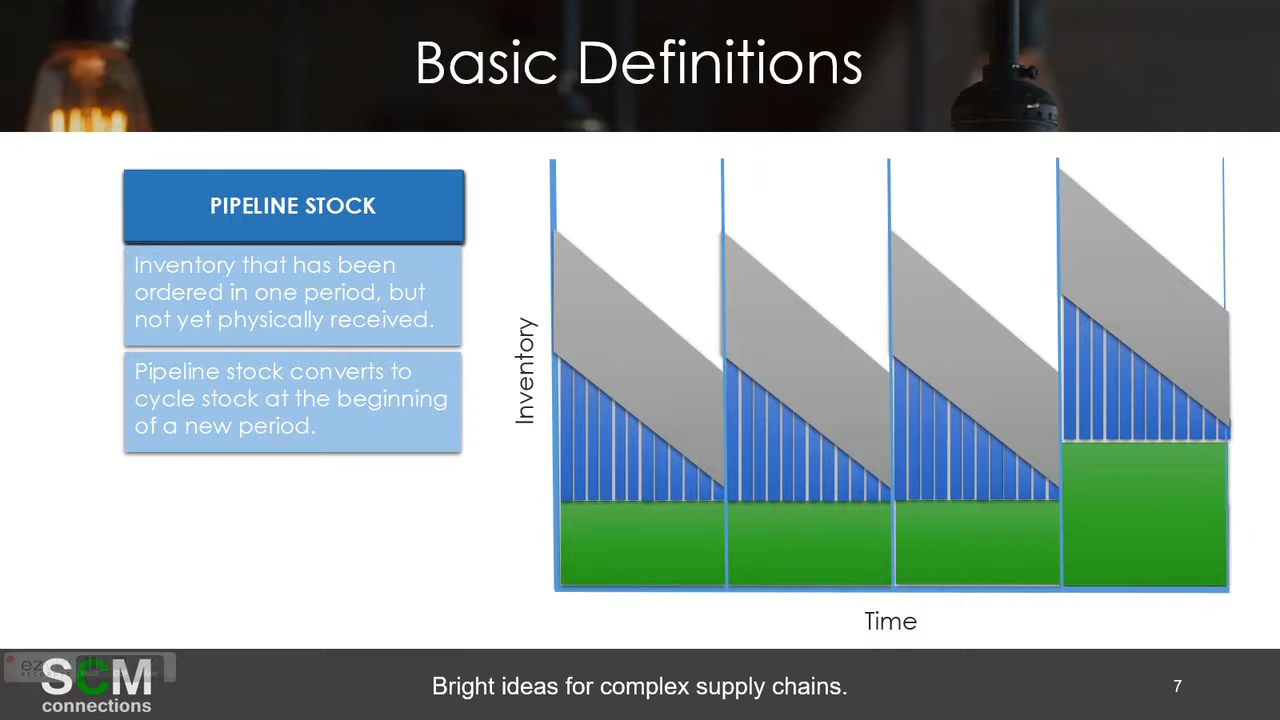 Basic Definitions
PIPELINE STOCK
Inventory that has been
ordered in one period, but
not yet physically received.
Pipeline stock converts to
cycle stock at the beginning
of a new period.
Inventory
Time
SCM
connections
Bright ideas for complex supply chains.
7